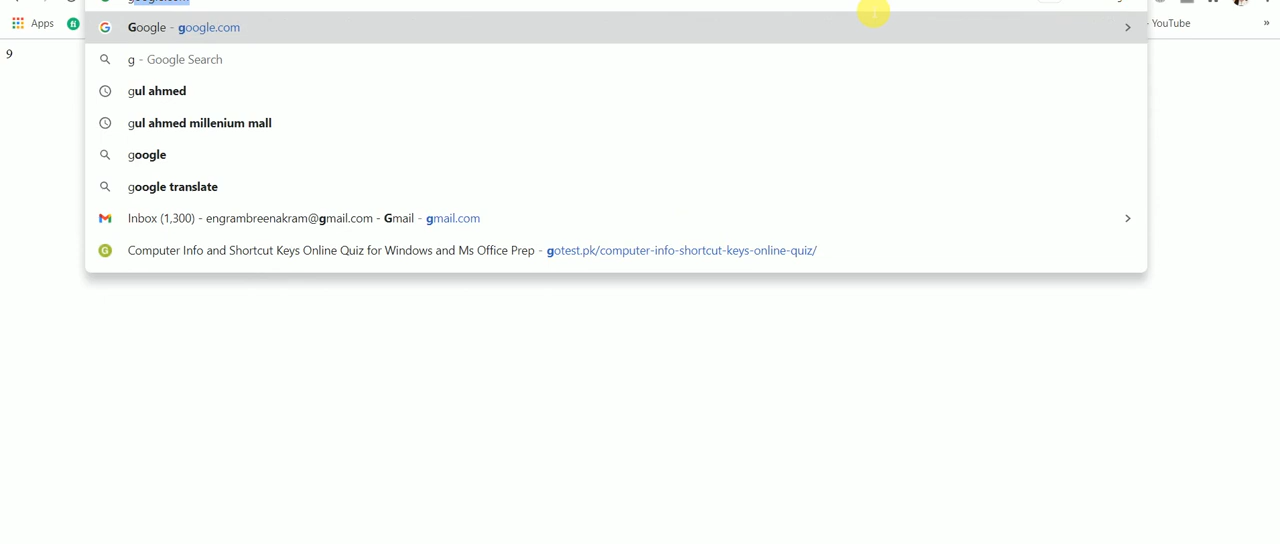 google.com
Google - google.com
Apps
YouTube
»
9
g - Google Search
gul ahmed
gul ahmed millenium mall
google
google translate
Inbox (1,300) - engrambreenakram@gmail.com - Gmail - gmail.com
Computer Info and Shortcut Keys Online Quiz for Windows and Ms Office Prep - gotest.pk/computer-info-shortcut-keys-online-quiz/